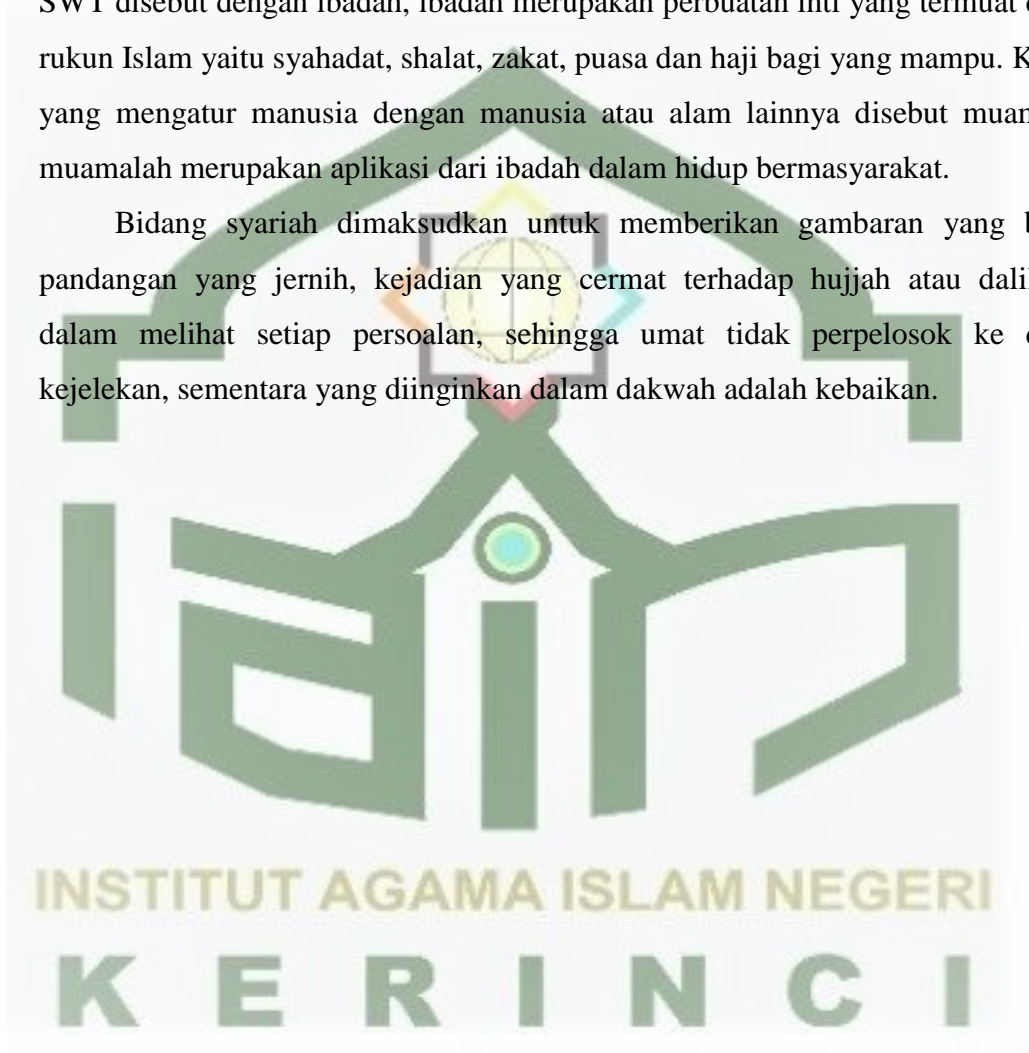 SWT disebut dengan ibadah, ibadah merupakan perbuatan inti yang termuat
rukun Islam yaitu syahadat, shalat, zakat, puasa dan haji bagi yang mampu.
yang mengatur manusia dengan manusia atau alam lainnya disebut
muamalah merupakan aplikasi dari ibadah dalam hidup bermasyarakat.
Bidang syariah dimaksudkan untuk memberikan gambaran yang
pandangan yang jernih, kejadian yang cermat terhadap hujjah atau
dalam melihat setiap persoalan, sehingga umat tidak perpelosok ke
kejelekan, sementara yang diinginkan dalam dakwah adalah kebaikan.
iain
INSTITUT AGAMA ISLAM NEGERI
KERINCI